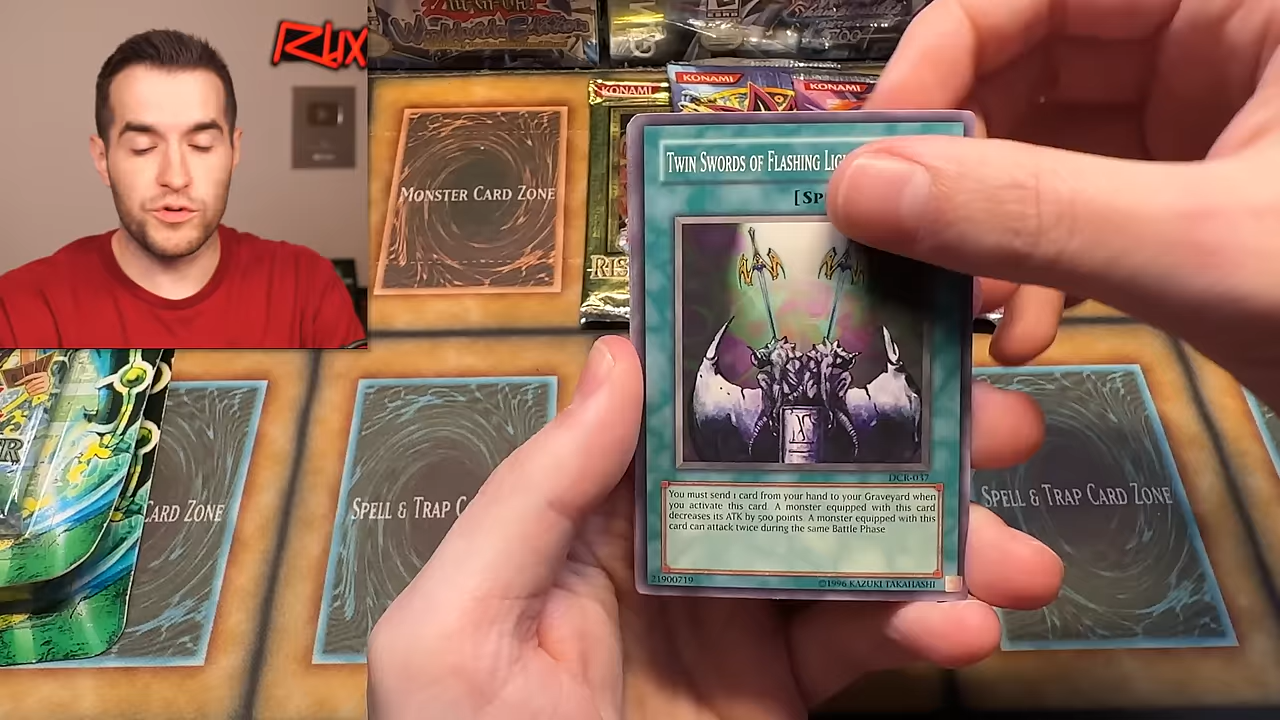 Rux
KONAMI
KONAMI
KONAMI
MONSTER CARD ZONE
RIS
TWIN SWORDS OF FLASHING LIG
[SP
DCR-037
You must send 1 card from your hand to your Graveyard when
you activate this card. A monster equipped with this card
decreases its ATK by 500 points. A monster equipped with this
card can attack twice during the same Battle Phase
21900719
©1996 KAZUKI TAKAHASHI
CARD ZONE
SPELL & TRAP C
SPELL & TRAP CARD ZONE